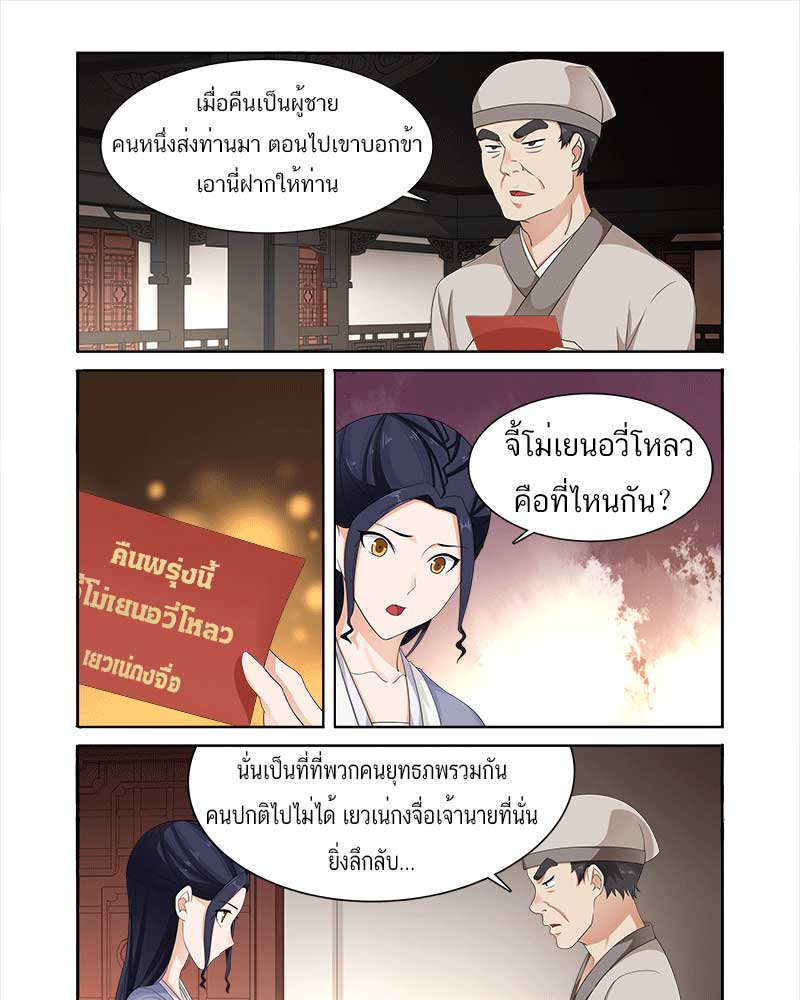 เมื่อคืนเป็นผู้ชาย
คนหนึ่งส่งท่านมา ตอนไปเขาบอกข้า
เอานี่ฝากให้ท่าน
คืนพรุ่งนี้
จี้โม่เยนอวี่โหลว
เยวเน่กงจื่อ
จี้โม่เยนอวี่โหลว
คือที่ไหนกัน?
นั่นเป็นที่ที่พวกคนยุทธภพรวมกัน
คนปกติไปไม่ได้ เยวเน่กงจื่อเจ้านายที่นั่น
ยิ่งลึกลับ...